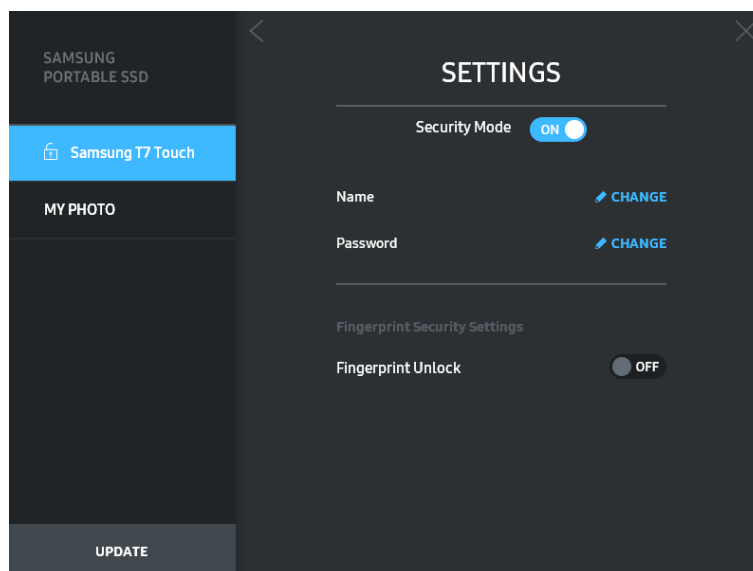 SAMSUNG
PORTABLE SSD
Samsung T7 Touch
MY PHOTO
UPDATE
SETTINGS
Security Mode ON
Name CHANGE
Password CHANGE
Fingerprint Security Settings
Fingerprint Unlock OFF